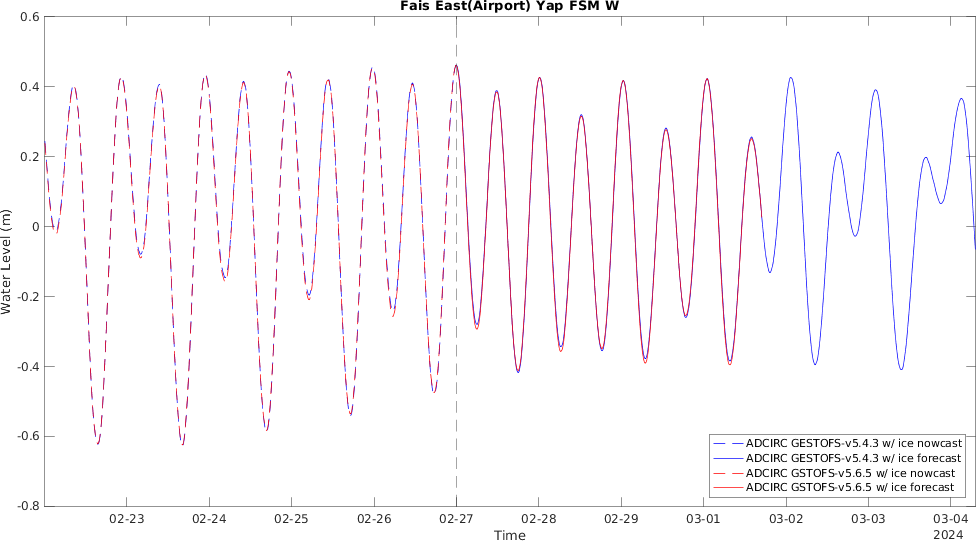 Fais East(Airport) Yap FSM W
0.6
0.4
0.2
0
-0.2
-0.4
-0.6
-0.8
Water Level (m)
ADCIRC GESTOFS-v5.4.3 w/ ice nowcast
ADCIRC GESTOFS-v5.4.3 w/ ice forecast
ADCIRC GSTOFS-v5.6.5 w/ ice nowcast
ADCIRC GSTOFS-v5.6.5 w/ ice forecast
02-23 02-24 02-25 02-26 02-27 02-28 02-29 03-01 03-02 03-03 03-04
Time 2024